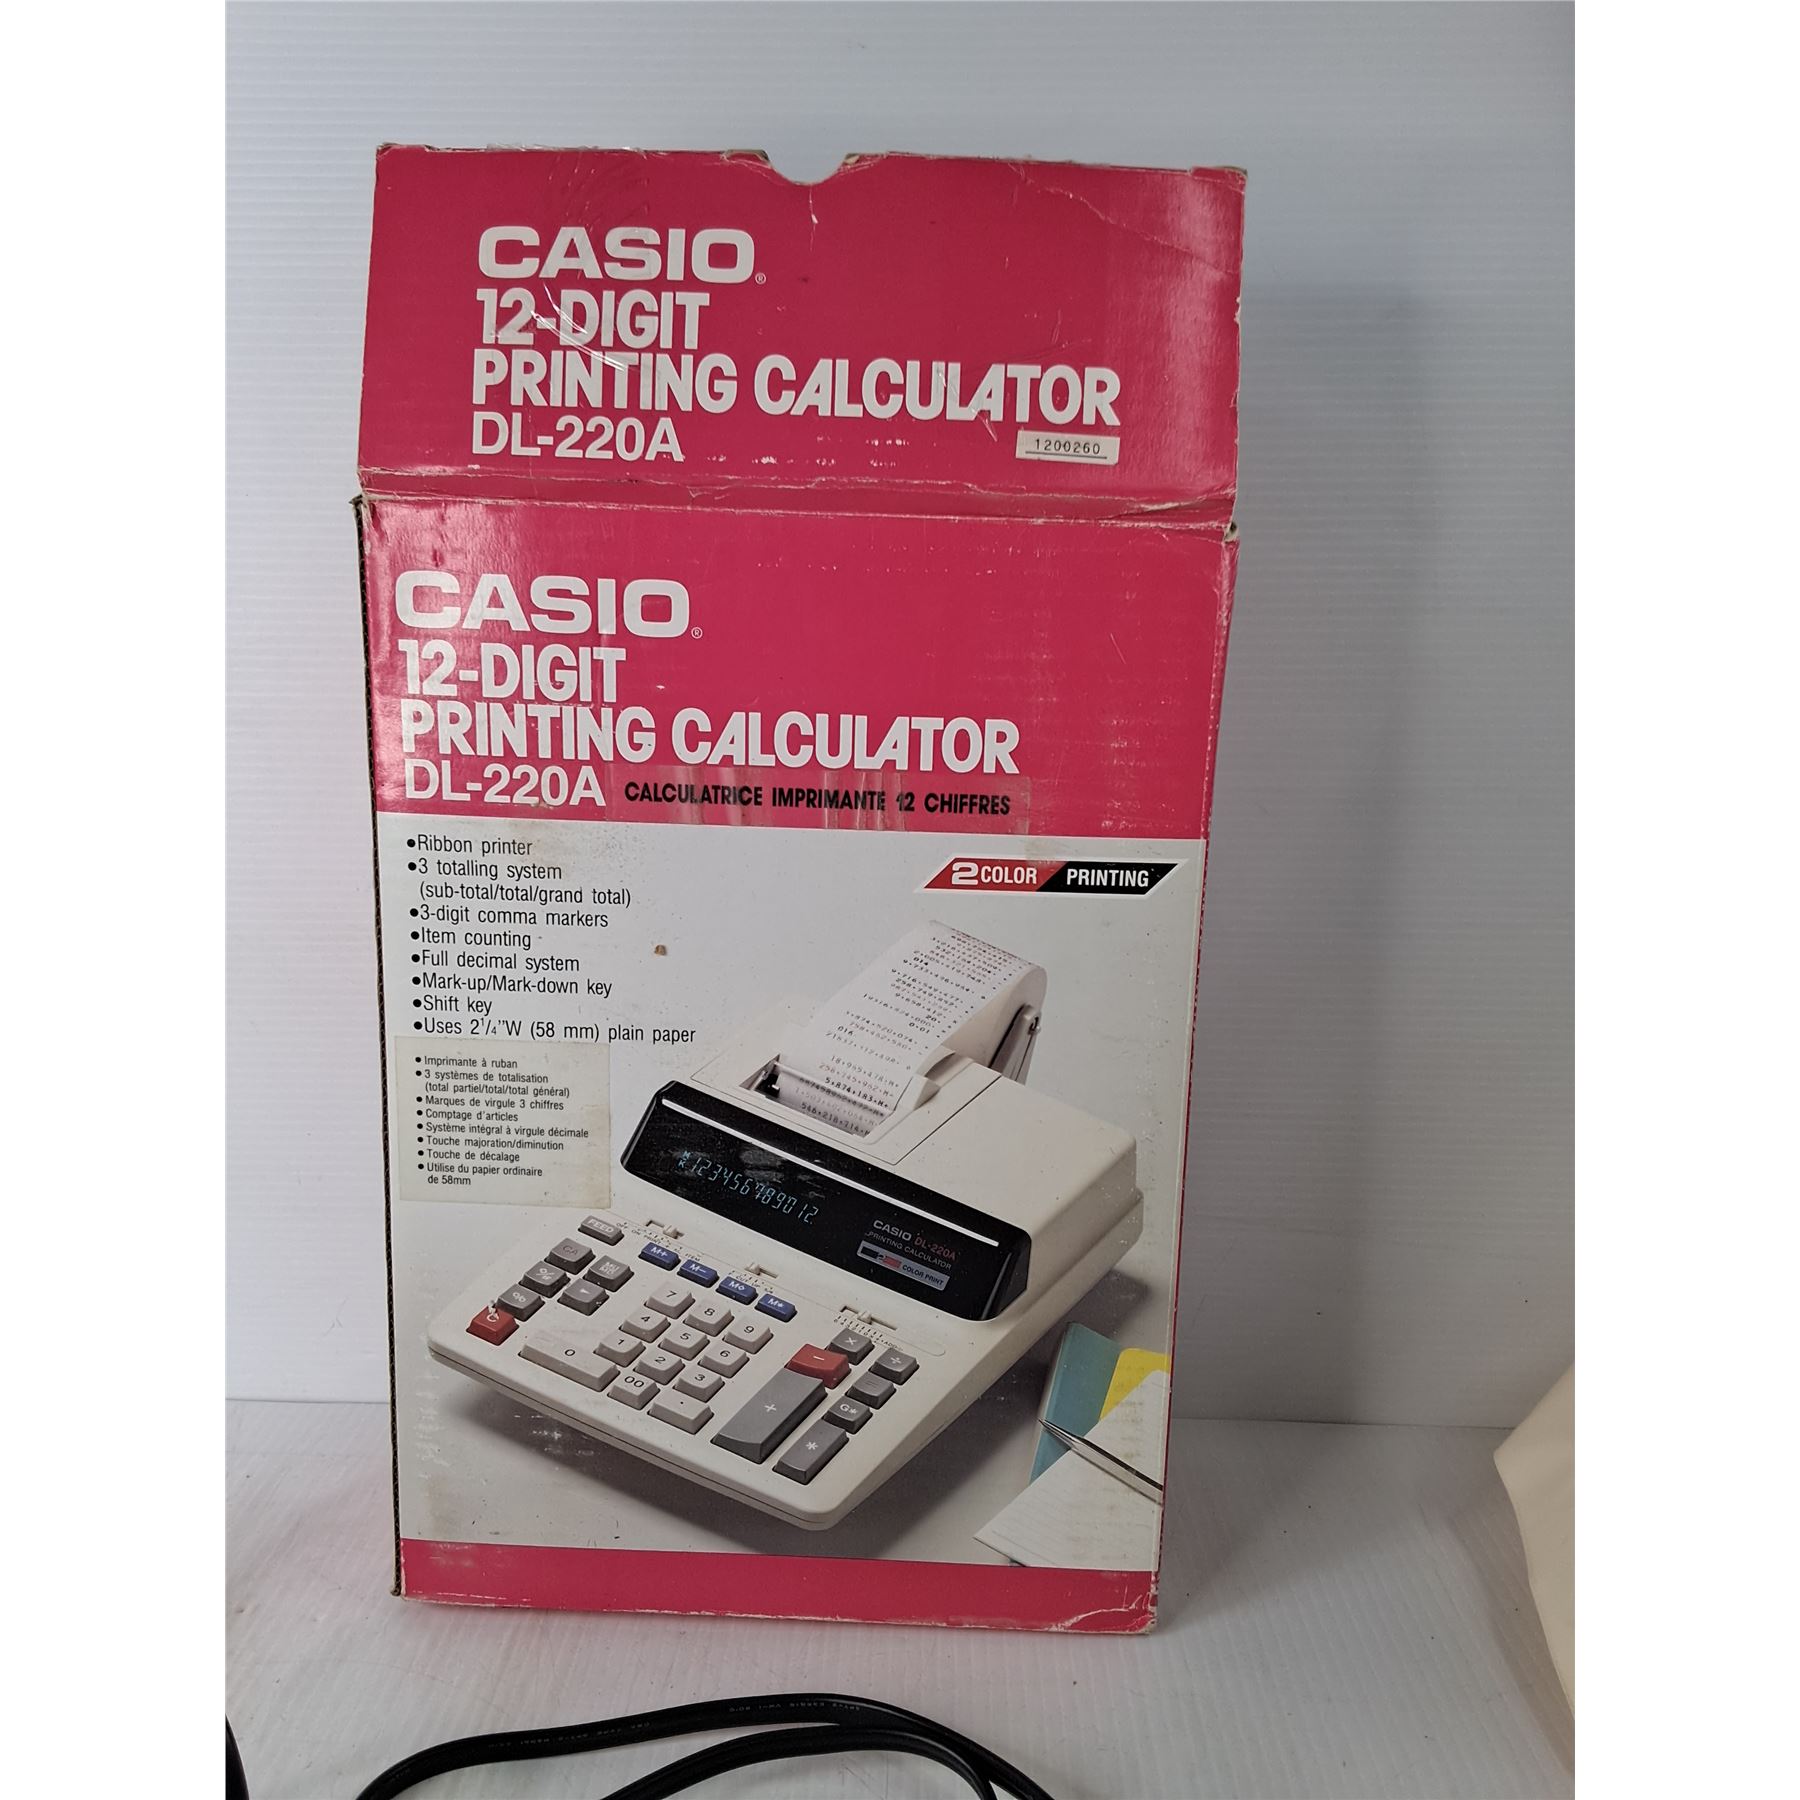 CASIO®
12-DIGIT
PRINTING CALCULATOR
DL-220A
1200260
CASIO®
12-DIGIT
PRINTING CALCULATOR
DL-220A CALCULATRICE IMPRIMANTE 12 CHIFFRES
•Ribbon printer
•3 totalling system
(sub-total/total/grand total)
•3-digit comma markers
•Item counting
•Full decimal system
•Mark-up/Mark-down key
•Shift key
•Uses 2¹/₄"W (58 mm) plain paper
2 COLOR PRINTING
• Imprimante à ruban
• 3 systèmes de totalisation
(total partiel/total/total général)
• Marques de virgule 3 chiffres
• Comptage d'articles
• Système intégral à virgule décimale
• Touche majoration/diminution
• Touche de décalage
• Utilise du papier ordinaire
de 58mm
123456789012.
CASIO DL-220A
PRINTING CALCULATOR
2 COLOR PRINT
FEED
CA
MU
%
C
M+ M− M◊ M*
7 8 9
4 5 6
1 2 3
0 00 .
− × ÷
+ =
G*
*